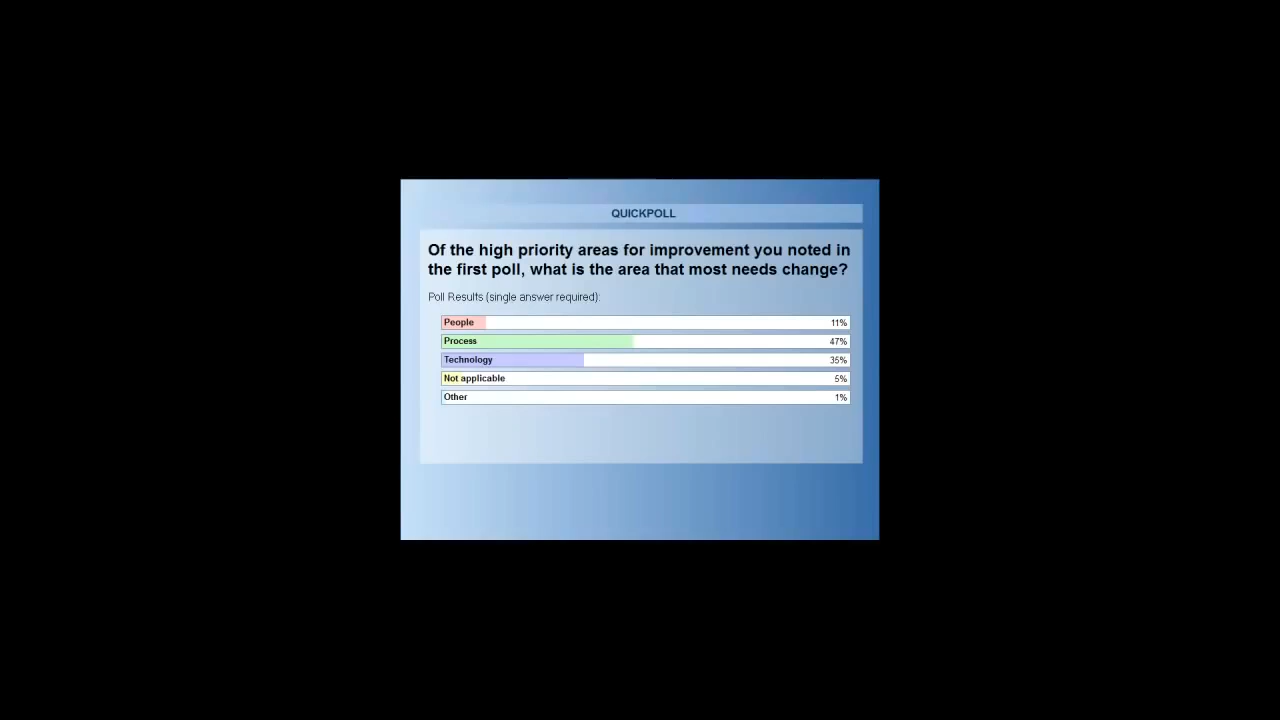 QUICKPOLL
Of the high priority areas for improvement you noted in
the first poll, what is the area that most needs change?
Poll Results (single answer required):
People 11%
Process 47%
Technology 35%
Not applicable 5%
Other 1%